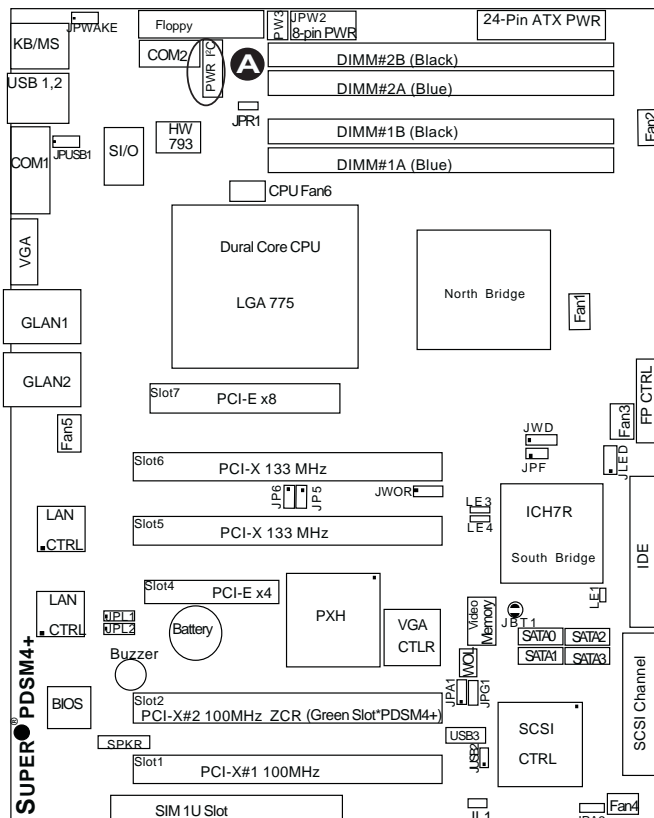 JPWAKE
Floppy
PW3
JPW2
8-pin PWR
24-Pin ATX PWR
KB/MS
COM2
PWR I²C
A
DIMM#2B (Black)
USB 1,2
DIMM#2A (Blue)
JPR1
Fan2
HW
793
DIMM#1B (Black)
JPUSB1
SI/O
COM1
DIMM#1A (Blue)
CPU Fan6
VGA
Dural Core CPU
LGA 775
North Bridge
Fan1
GLAN1
GLAN2
Slot7
PCI-E x8
FP CTRL
Fan3
Fan5
JWD
JPF
JLED
Slot6
PCI-X 133 MHz
JP6
JP5
JWOR
LE3
LE4
ICH7R
South Bridge
IDE
LAN
CTRL
Slot5
PCI-X 133 MHz
Slot4
PCI-E x4
PXH
LE1
LAN
CTRL
JPL1
JPL2
Battery
VGA
CTLR
Video
Memory
JBT1
SATA0
SATA2
SATA1
SATA3
Buzzer
WOL
SCSI Channel
BIOS
JPA1
JPG1
Slot2
PCI-X#2 100MHz ZCR (Green Slot*PDSM4+)
SCSI
CTRL
USB3
JUSB2
SPKR
Slot1
PCI-X#1 100MHz
SUPER® PDSM4+
SIM 1U Slot
JL1
Fan4